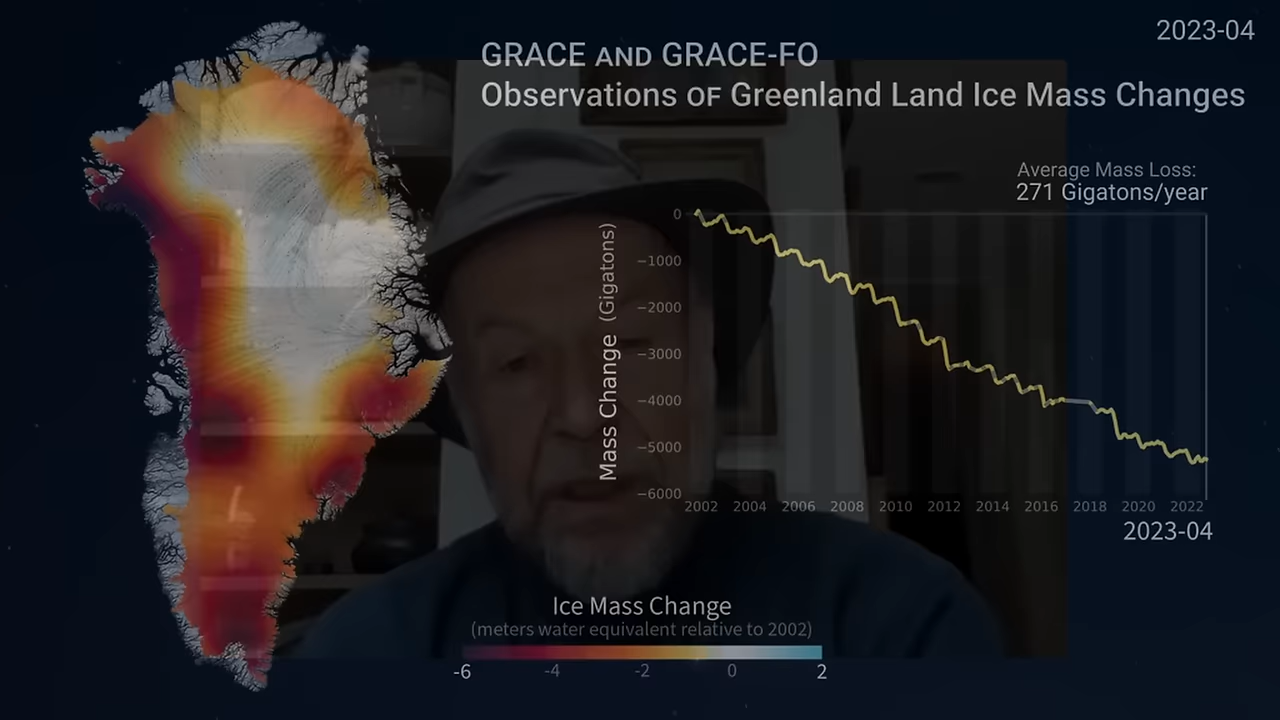 2023-04
GRACE AND GRACE-FO
Observations OF Greenland Land Ice Mass Changes
Average Mass Loss:
271 Gigatons/year
Mass Change (Gigatons)
0
−1000
−2000
−3000
−4000
−5000
−6000
2002 2004 2006 2008 2010 2012 2014 2016 2018 2020 2022
2023-04
Ice Mass Change
(meters water equivalent relative to 2002)
-6 -4 -2 0 2